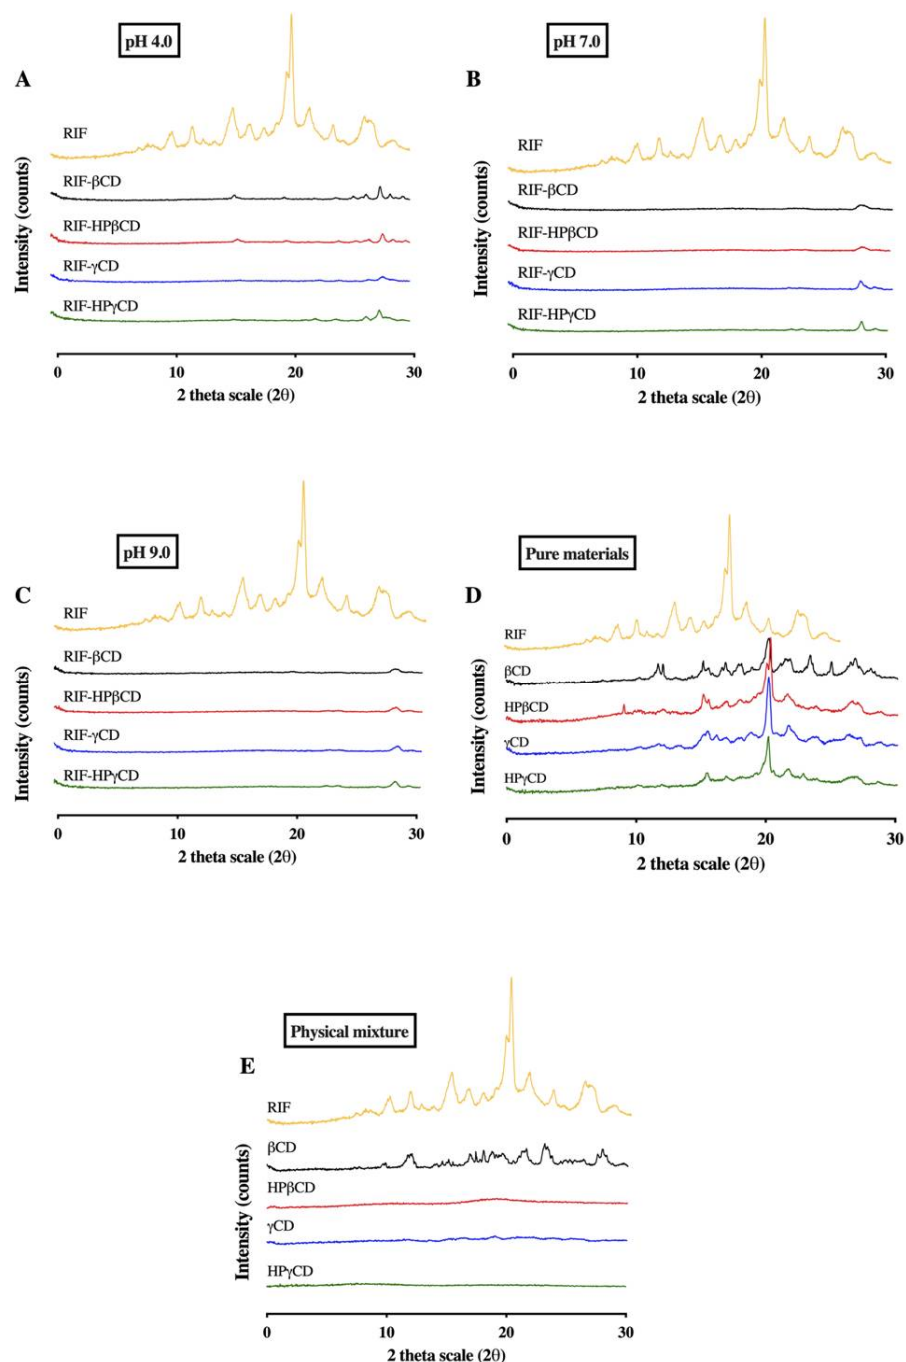 pH 4.0
A
RIF
RIF-βCD
RIF-HPβCD
RIF-γCD
RIF-HPγCD
Intensity (counts)
0 10 20 30
2 theta scale (2θ)
pH 7.0
B
RIF
RIF-βCD
RIF-HPβCD
RIF-γCD
RIF-HPγCD
Intensity (counts)
0 10 20 30
2 theta scale (2θ)
pH 9.0
C
RIF
RIF-βCD
RIF-HPβCD
RIF-γCD
RIF-HPγCD
Intensity (counts)
0 10 20 30
2 theta scale (2θ)
Pure materials
D
RIF
βCD
HPβCD
γCD
HPγCD
Intensity (counts)
0 10 20 30
2 theta scale (2θ)
Physical mixture
E
RIF
βCD
HPβCD
γCD
HPγCD
Intensity (counts)
0 10 20 30
2 theta scale (2θ)